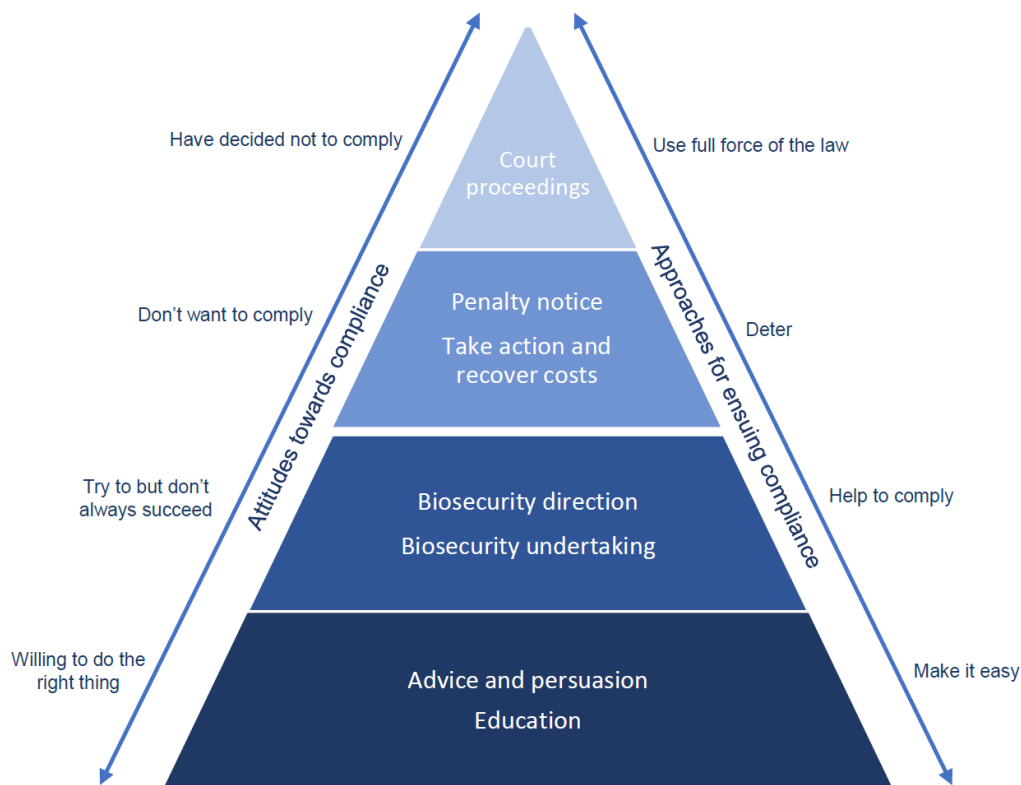 Have decided not to comply
Use full force of the law
Court
proceedings
Don't want to comply
Penalty notice
Take action and
recover costs
Deter
Attitudes towards compliance
Approaches for ensuing compliance
Try to but don't
always succeed
Biosecurity direction
Biosecurity undertaking
Help to comply
Willing to do the
right thing
Advice and persuasion
Education
Make it easy